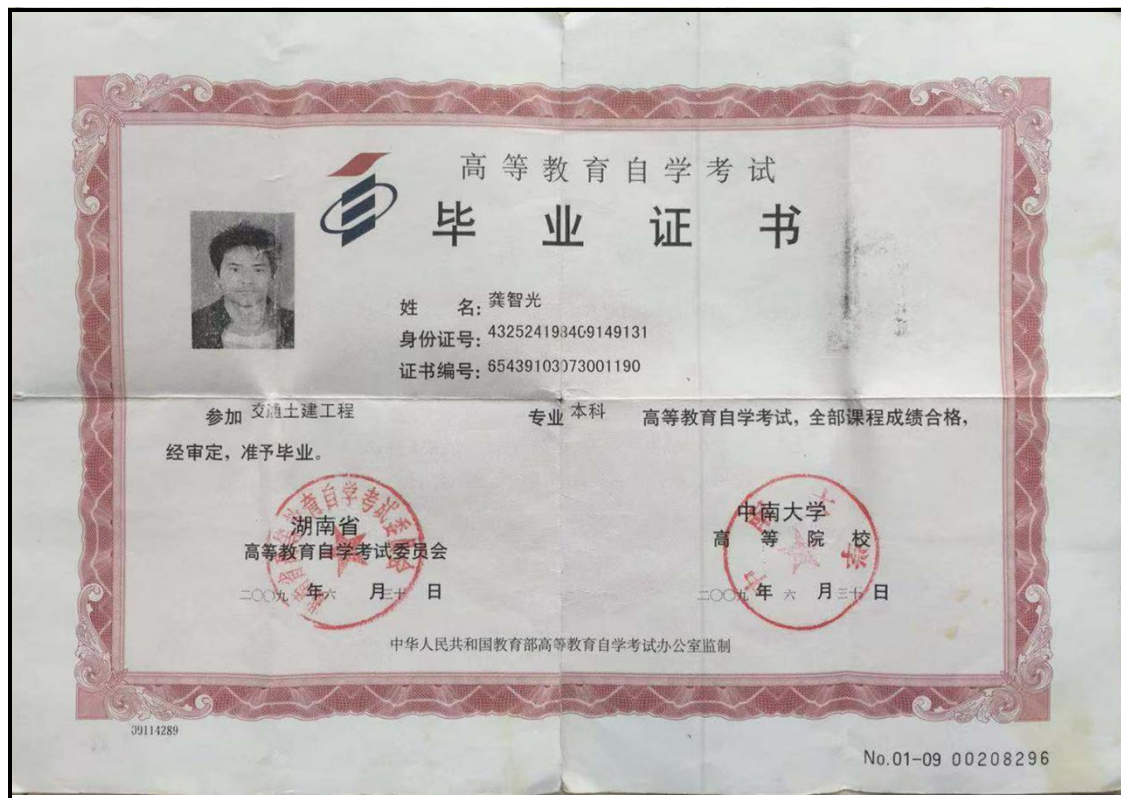 高等教育自学考试
毕业证书
姓 名：龚智光
身份证号：432524198409149131
证书编号：65439103073001190
参加 交通土建工程 专业 本科 高等教育自学考试，全部课程成绩合格，
经审定，准予毕业。
湖南省
高等教育自学考试委员会
二〇〇九年六月三十日
中南大学
高等院校
二〇〇九年六月三十日
中华人民共和国教育部高等教育自学考试办公室监制
09114289
No.01-09 00208296